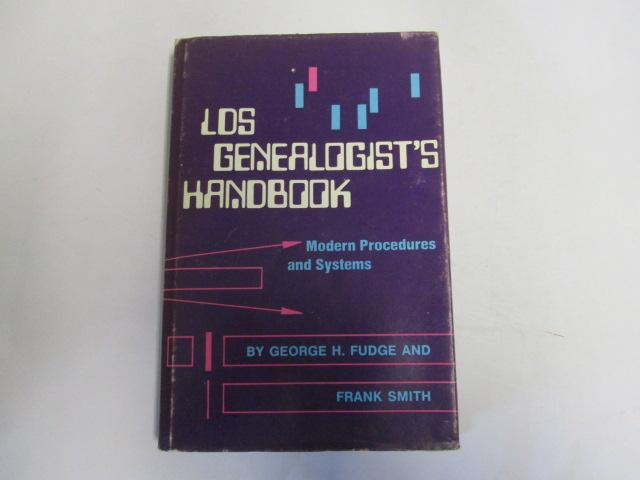 LDS
GENEALOGIST'S
HANDBOOK
Modern Procedures
and Systems
BY GEORGE H. FUDGE AND
FRANK SMITH